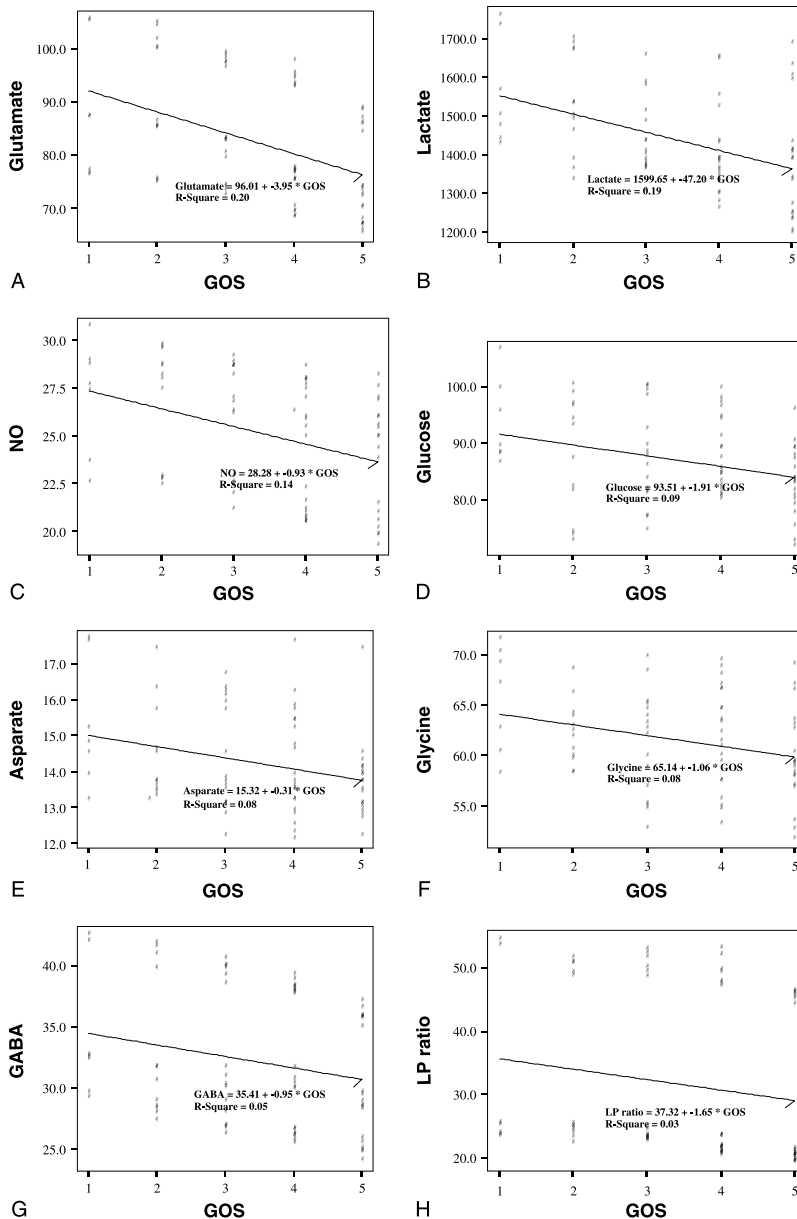 Glutamate
100.0
90.0
80.0
70.0
Glutamate = 96.01 + -3.95 * GOS
R-Square = 0.20
1 2 3 4 5
A GOS
Lactate
1700.0
1600.0
1500.0
1400.0
1300.0
1200.0
Lactate = 1599.65 + -47.20 * GOS
R-Square = 0.19
1 2 3 4 5
B GOS
NO
30.0
27.5
25.0
22.5
20.0
NO = 28.28 + -0.93 * GOS
R-Square = 0.14
1 2 3 4 5
C GOS
Glucose
100.0
90.0
80.0
Glucose = 93.51 + -1.91 * GOS
R-Square = 0.09
1 2 3 4 5
D GOS
Asparate
17.0
16.0
15.0
14.0
13.0
12.0
Asparate = 15.32 + -0.31 * GOS
R-Square = 0.08
1 2 3 4 5
E GOS
Glycine
70.0
65.0
60.0
55.0
Glycine = 65.14 + -1.06 * GOS
R-Square = 0.08
1 2 3 4 5
F GOS
GABA
40.0
35.0
30.0
25.0
GABA = 35.41 + -0.95 * GOS
R-Square = 0.05
1 2 3 4 5
G GOS
LP ratio
50.0
40.0
30.0
20.0
LP ratio = 37.32 + -1.65 * GOS
R-Square = 0.03
1 2 3 4 5
H GOS